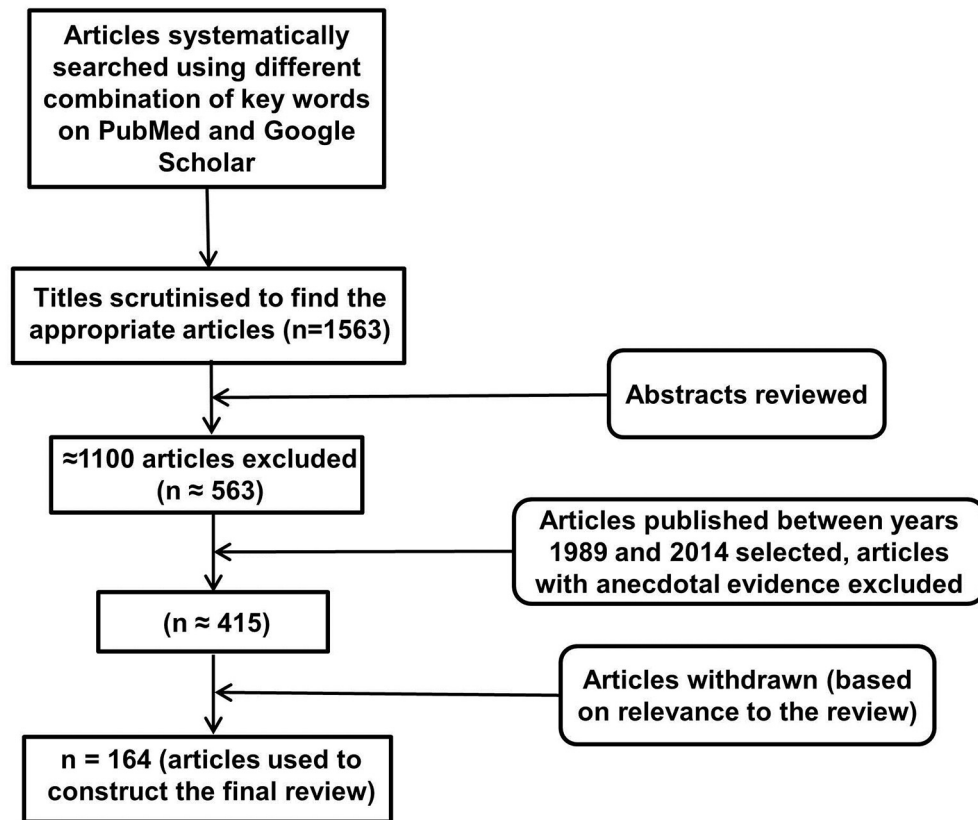 Articles systematically
searched using different
combination of key words
on PubMed and Google
Scholar
Titles scrutinised to find the
appropriate articles (n=1563)
Abstracts reviewed
≈1100 articles excluded
(n ≈ 563)
Articles published between years
1989 and 2014 selected, articles
with anecdotal evidence excluded
(n ≈ 415)
Articles withdrawn (based
on relevance to the review)
n = 164 (articles used to
construct the final review)